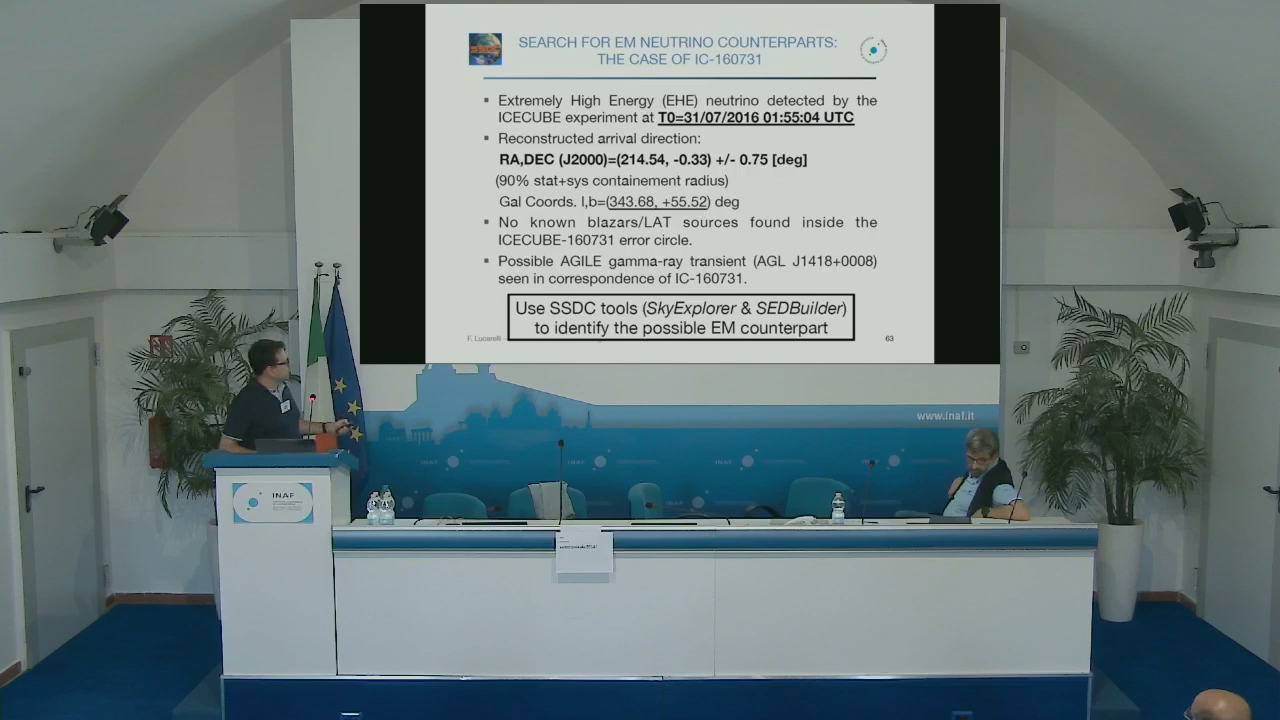 SEARCH FOR EM NEUTRINO COUNTERPARTS:
THE CASE OF IC-160731
▪ Extremely High Energy (EHE) neutrino detected by the
ICECUBE experiment at T0=31/07/2016 01:55:04 UTC
▪ Reconstructed arrival direction:
RA,DEC (J2000)=(214.54, -0.33) +/- 0.75 [deg]
(90% stat+sys containement radius)
Gal Coords. l,b=(343.68, +55.52) deg
▪ No known blazars/LAT sources found inside the
ICECUBE-160731 error circle.
▪ Possible AGILE gamma-ray transient (AGL J1418+0008)
seen in correspondence of IC-160731.
Use SSDC tools (SkyExplorer & SEDBuilder)
to identify the possible EM counterpart
F. Lucarelli
63
www.inaf.it
INAF
INAF
INAF
INAF
INAF